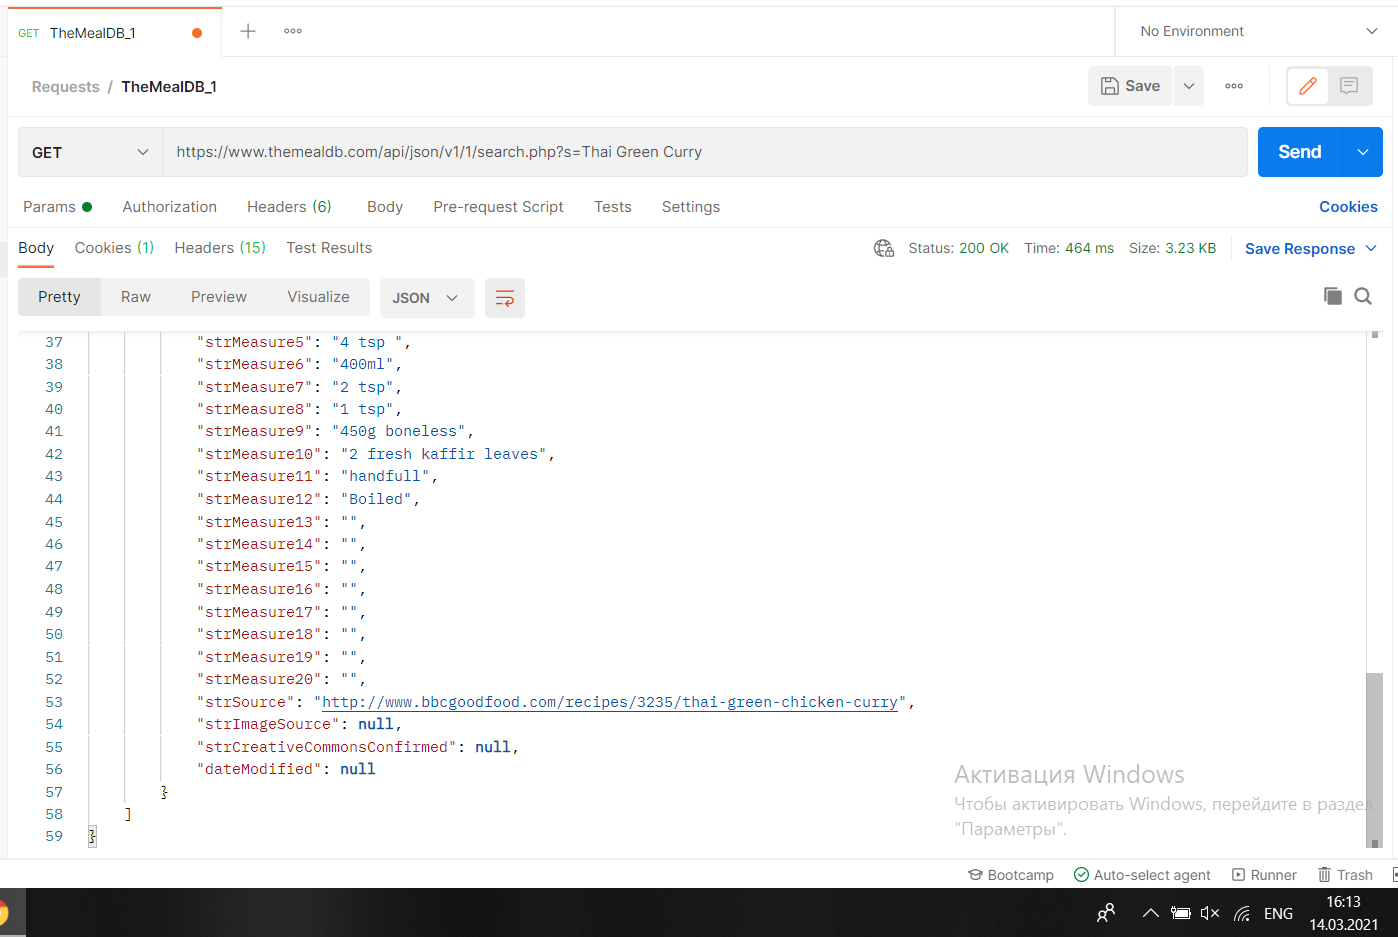 GET TheMealDB_1
No Environment
Requests / TheMealDB_1
Save
GET https://www.themealdb.com/api/json/v1/1/search.php?s=Thai Green Curry Send
Params Authorization Headers (6) Body Pre-request Script Tests Settings Cookies
Body Cookies (1) Headers (15) Test Results Status: 200 OK Time: 464 ms Size: 3.23 KB Save Response
Pretty Raw Preview Visualize JSON
37 "strMeasure5": "4 tsp ",
38 "strMeasure6": "400ml",
39 "strMeasure7": "2 tsp",
40 "strMeasure8": "1 tsp",
41 "strMeasure9": "450g boneless",
42 "strMeasure10": "2 fresh kaffir leaves",
43 "strMeasure11": "handfull",
44 "strMeasure12": "Boiled",
45 "strMeasure13": "",
46 "strMeasure14": "",
47 "strMeasure15": "",
48 "strMeasure16": "",
49 "strMeasure17": "",
50 "strMeasure18": "",
51 "strMeasure19": "",
52 "strMeasure20": "",
53 "strSource": "http://www.bbcgoodfood.com/recipes/3235/thai-green-chicken-curry",
54 "strImageSource": null,
55 "strCreativeCommonsConfirmed": null,
56 "dateModified": null
57 }
58 ]
59 }
Активация Windows
Чтобы активировать Windows, перейдите в раздел
"Параметры".
Bootcamp Auto-select agent Runner Trash
ENG
16:13
14.03.2021